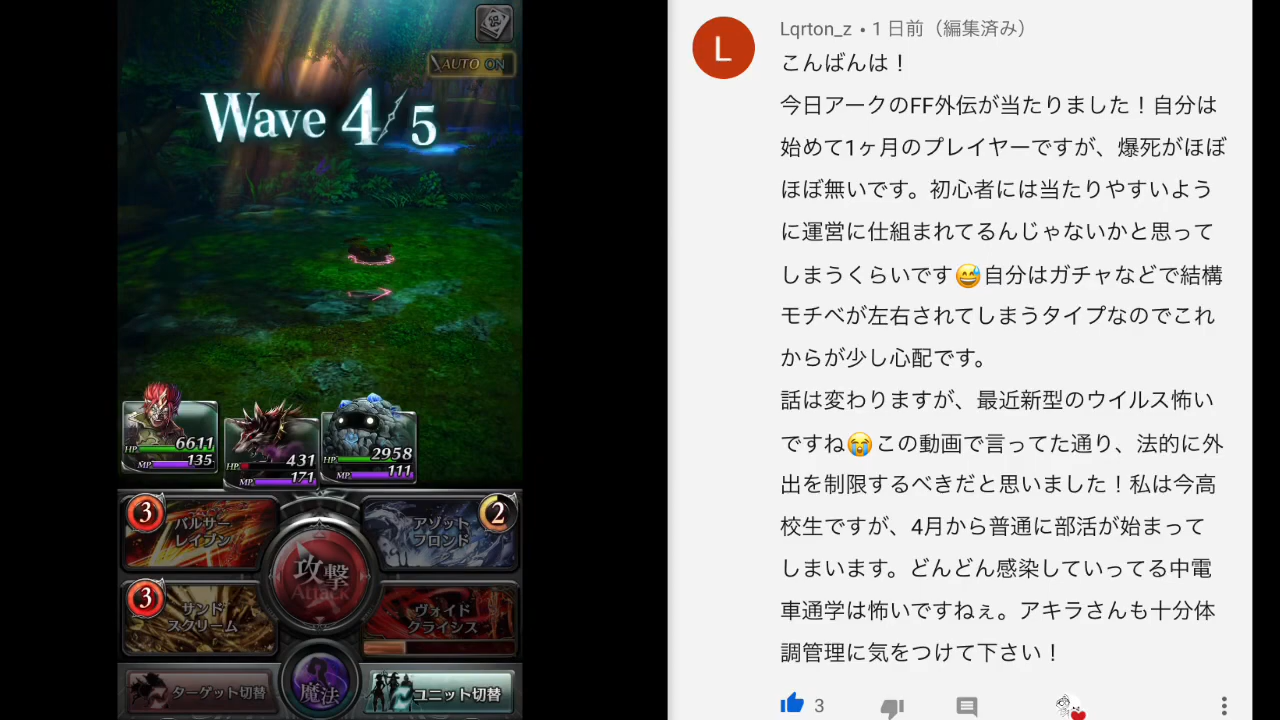 AUTO ON
Wave 4/5
HP 6611
MP 135
HP 431
MP 171
HP 2958
MP 111
3
バルサー
レイブン
アゾット
ブロンド
2
攻撃
Attack
3
サンド
スクリーム
ヴォイド
クライシス
ターゲット切替
魔法
ユニット切替
L
Lqrton_z • 1 日前（編集済み）
こんばんは！
今日アークのFF外伝が当たりました！自分は
始めて1ヶ月のプレイヤーですが、爆死がほぼ
ほぼ無いです。初心者には当たりやすいよう
に運営に仕組まれてるんじゃないかと思って
しまうくらいです😅自分はガチャなどで結構
モチベが左右されてしまうタイプなのでこれ
からが少し心配です。
話は変わりますが、最近新型のウイルス怖い
ですね😭この動画で言ってた通り、法的に外
出を制限するべきだと思いました！私は今高
校生ですが、4月から普通に部活が始まって
しまいます。どんどん感染していってる中電
車通学は怖いですねぇ。アキラさんも十分体
調管理に気をつけて下さい！
3